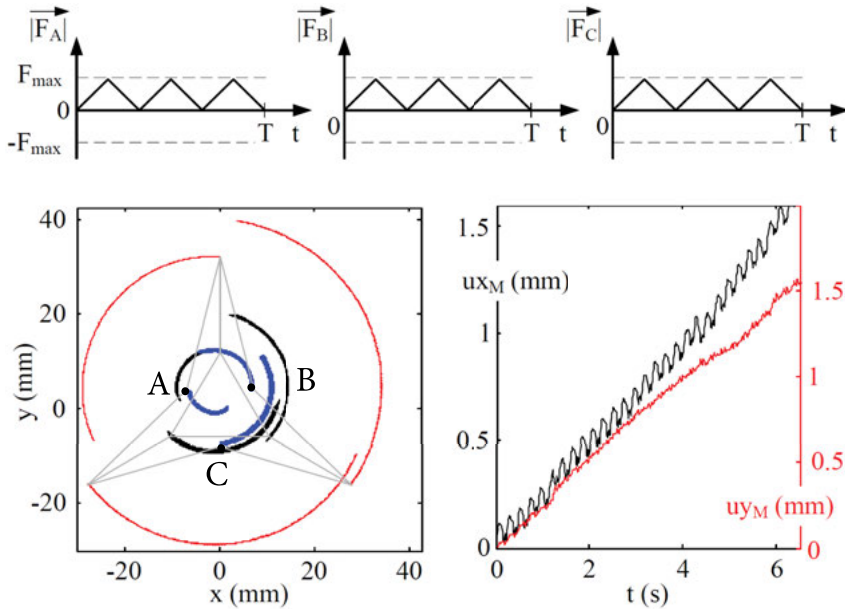 |F_A| |F_B| |F_C|
F_max
0 0 0
-F_max T t T t T t
40
20
0
-20
y (mm)
-20 0 20 40
x (mm)
A B
C
1.5
1
0.5
0
ux_M (mm)
1.5
1
0.5
0
uy_M (mm)
0 2 4 6
t (s)